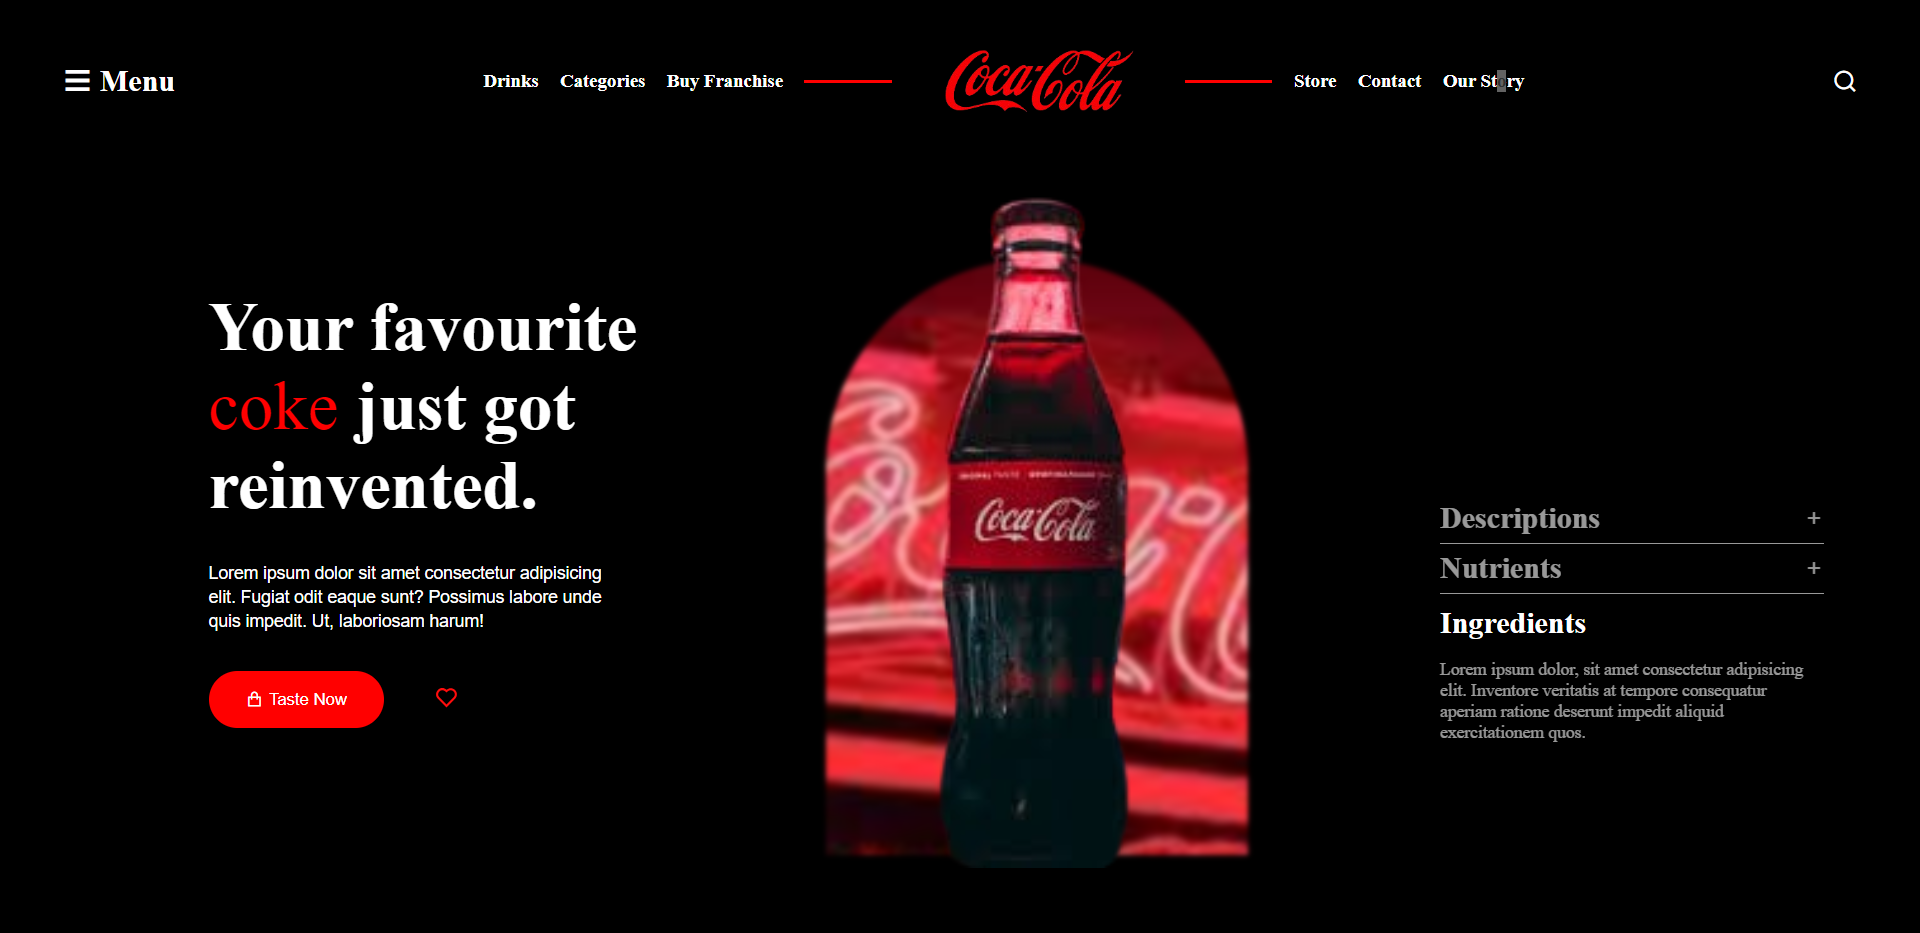 Menu
Drinks Categories Buy Franchise
Coca-Cola
Store Contact Our Story
Your favourite
coke just got
reinvented.
Lorem ipsum dolor sit amet consectetur adipisicing
elit. Fugiat odit eaque sunt? Possimus labore unde
quis impedit. Ut, laboriosam harum!
Taste Now
Coca-Cola
Descriptions +
Nutrients +
Ingredients
Lorem ipsum dolor, sit amet consectetur adipisicing
elit. Inventore veritatis at tempore consequatur
aperiam ratione deserunt impedit aliquid
exercitationem quos.